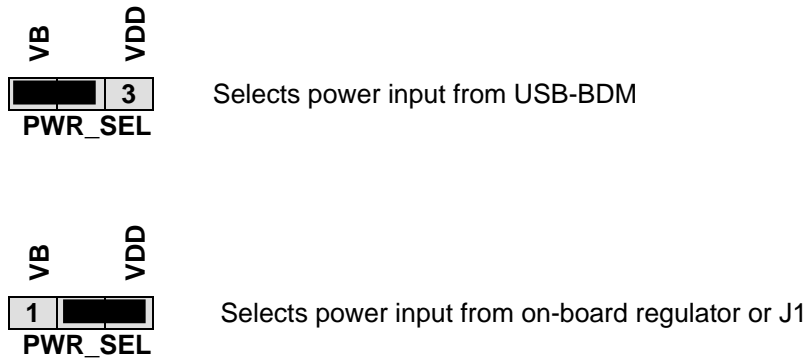 VB VDD
3 Selects power input from USB-BDM
PWR_SEL
VB VDD
1 Selects power input from on-board regulator or J1
PWR_SEL